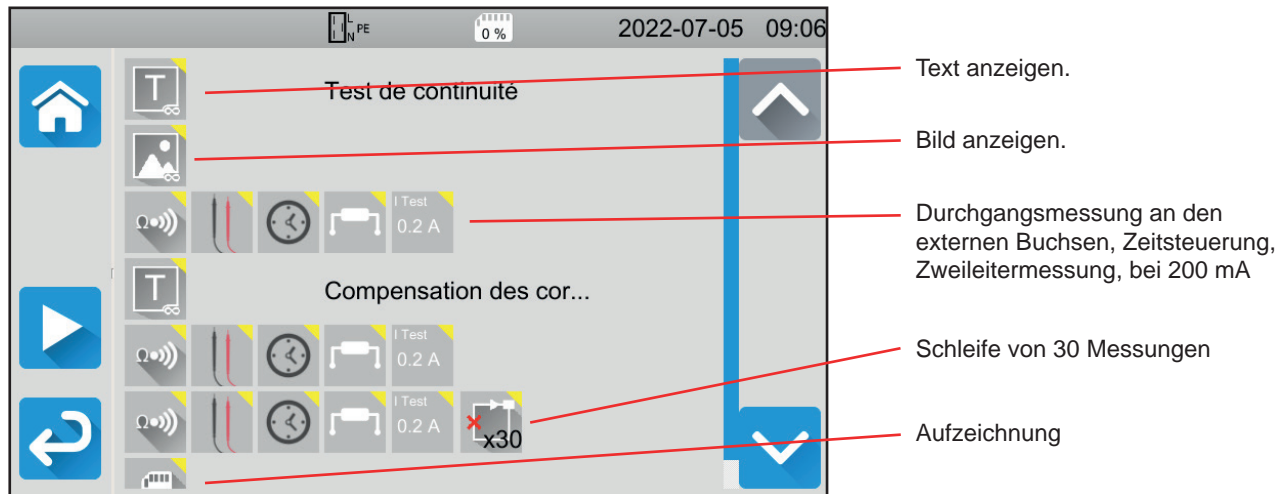 L
N PE
0 %
2022-07-05 09:06
T
Test de continuité
Text anzeigen.
Bild anzeigen.
Ω
I Test
0.2 A
Durchgangsmessung an den
externen Buchsen, Zeitsteuerung,
Zweileitermessung, bei 200 mA
T
Compensation des cor...
Ω
I Test
0.2 A
Schleife von 30 Messungen
Ω
I Test
0.2 A
x30
Aufzeichnung